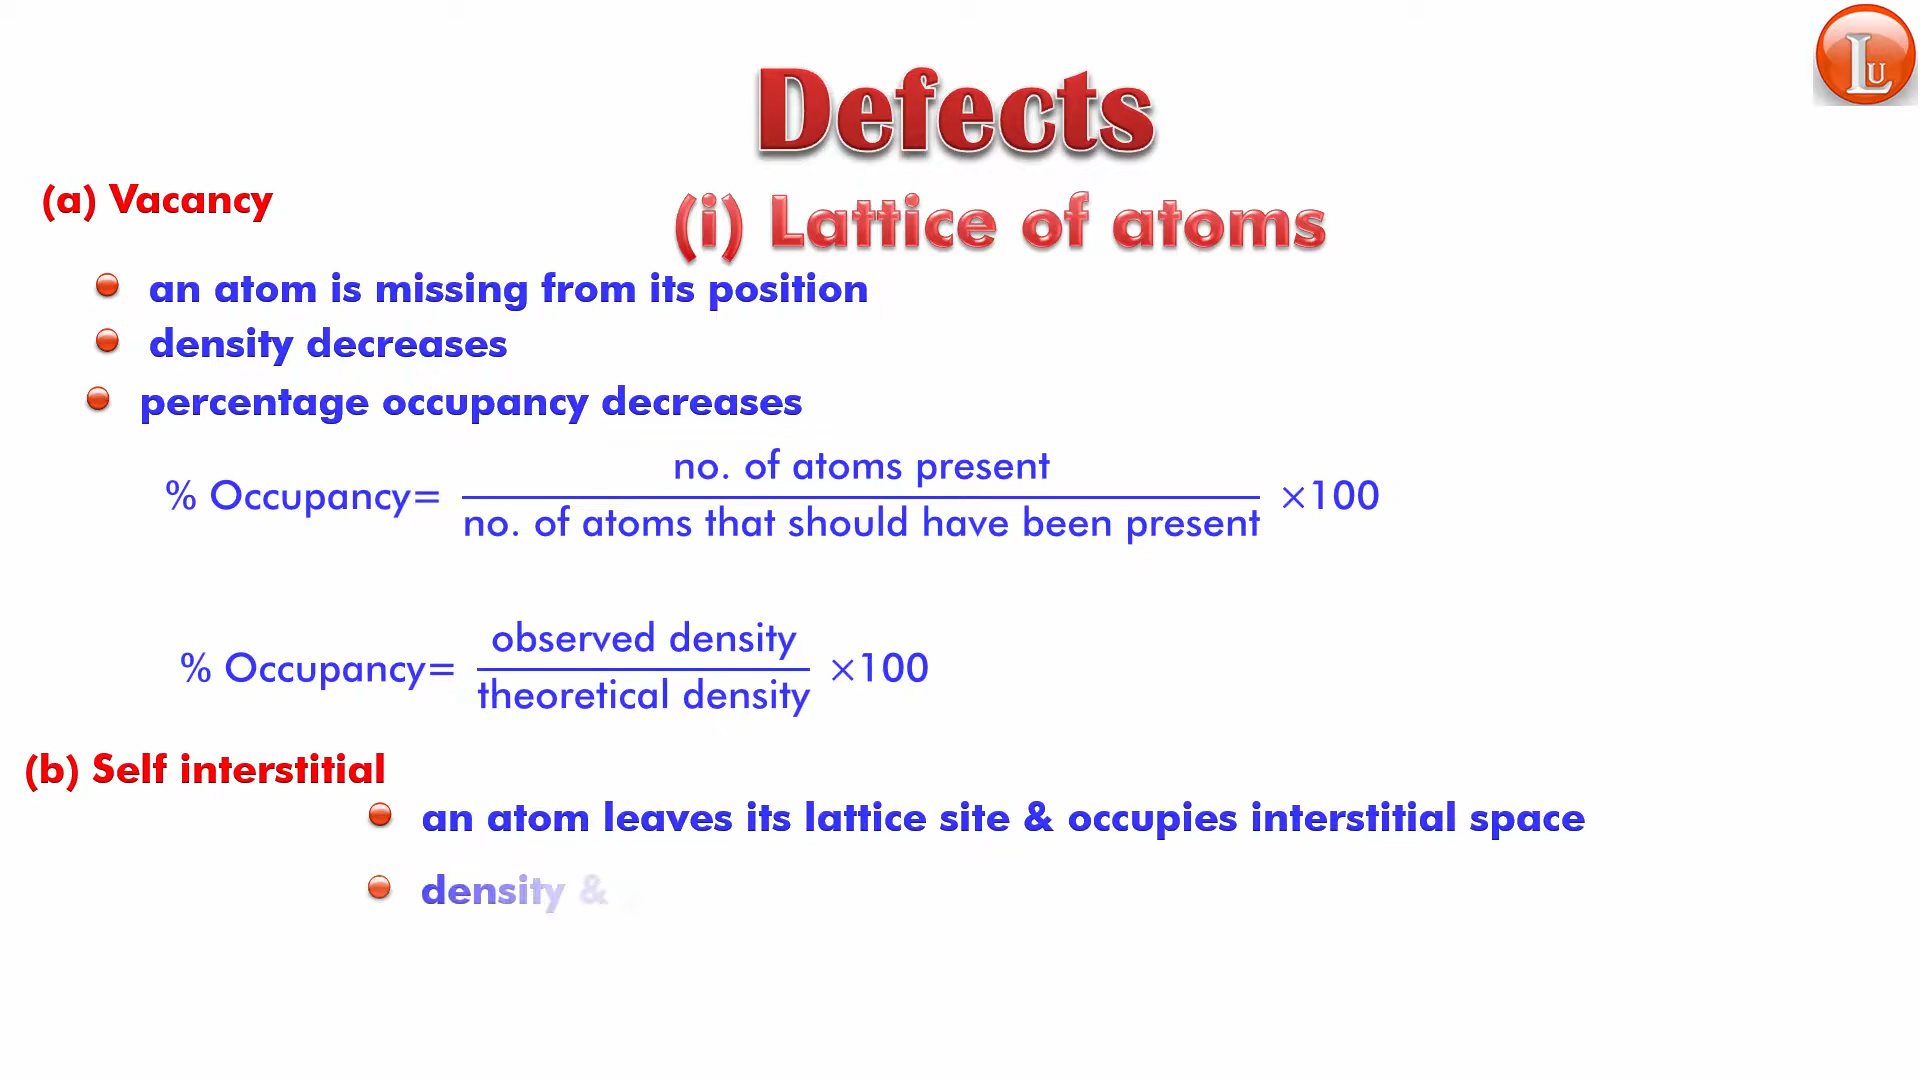 LU
Defects
(a) Vacancy
(i) Lattice of atoms
an atom is missing from its position
density decreases
percentage occupancy decreases
% Occupancy= no. of atoms present / no. of atoms that should have been present ×100
% Occupancy= observed density / theoretical density ×100
(b) Self interstitial
an atom leaves its lattice site & occupies interstitial space
density &